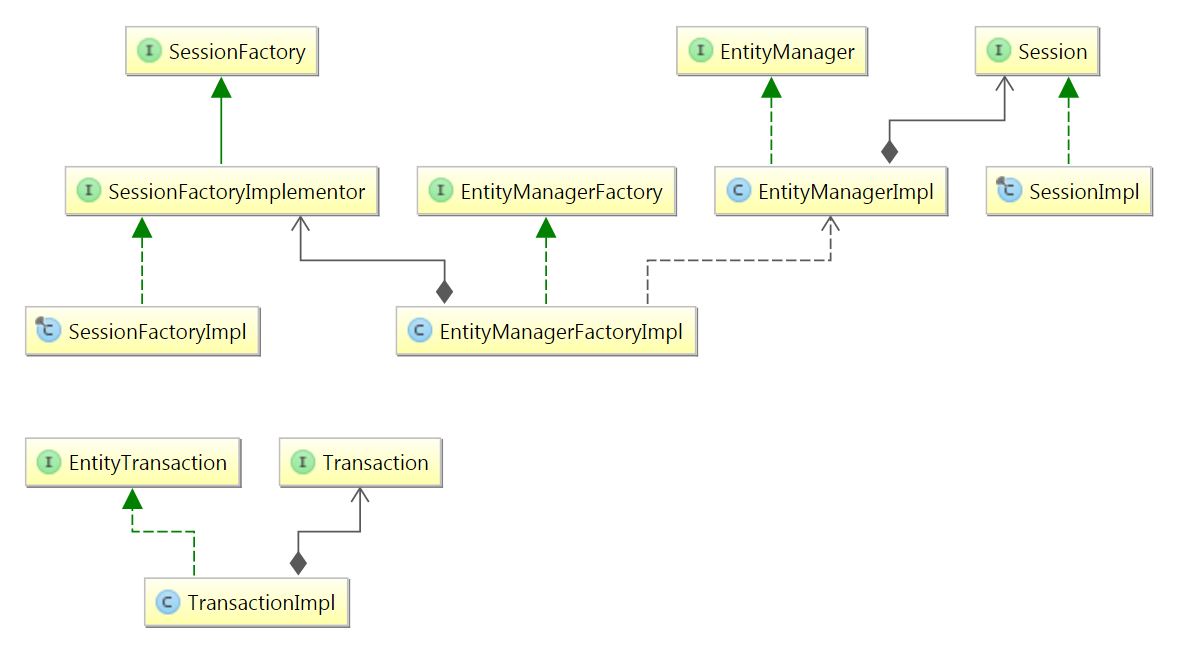 I SessionFactory
I EntityManager
I Session
I SessionFactoryImplementor
I EntityManagerFactory
C EntityManagerImpl
C SessionImpl
C SessionFactoryImpl
C EntityManagerFactoryImpl
I EntityTransaction
I Transaction
C TransactionImpl